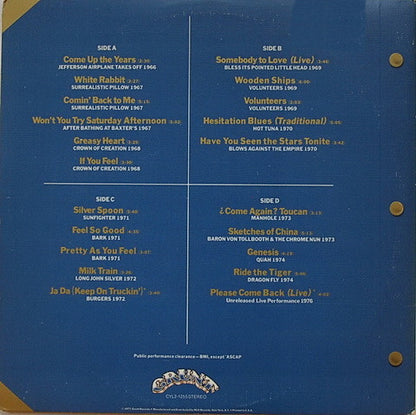 SIDE A
Come Up the Years 2:30
JEFFERSON AIRPLANE TAKES OFF 1966
White Rabbit 2:27
SURREALISTIC PILLOW 1967
Comin' Back to Me 5:15
SURREALISTIC PILLOW 1967
Won't You Try Saturday Afternoon 5:02
AFTER BATHING AT BAXTER'S 1967
Greasy Heart 3:25
CROWN OF CREATION 1968
If You Feel 3:30
CROWN OF CREATION 1968
SIDE B
Somebody to Love (Live) 3:46
BLESS ITS POINTED LITTLE HEAD 1969
Wooden Ships 6:00
VOLUNTEERS 1969
Volunteers 2:03
VOLUNTEERS 1969
Hesitation Blues (Traditional) 5:05
HOT TUNA 1970
Have You Seen the Stars Tonite 3:42
BLOWS AGAINST THE EMPIRE 1970
SIDE C
Silver Spoon 5:40
SUNFIGHTER 1971
Feel So Good 4:35
BARK 1971
Pretty As You Feel 3:07
BARK 1971
Milk Train 3:20
LONG JOHN SILVER 1972
Ja Da (Keep On Truckin')* 3:40
BURGERS 1972
SIDE D
¿Come Again? Toucan 3:13
MANHOLE 1973
Sketches of China 5:13
BARON VON TOLLBOOTH & THE CHROME NUN 1973
Genesis 4:18
QUAH 1974
Ride the Tiger 5:06
DRAGON FLY 1974
Please Come Back (Live)* 4:02
Unreleased Live Performance 1976
Public performance clearance—BMI, except *ASCAP
GRUNT
CYL2-1255 STEREO